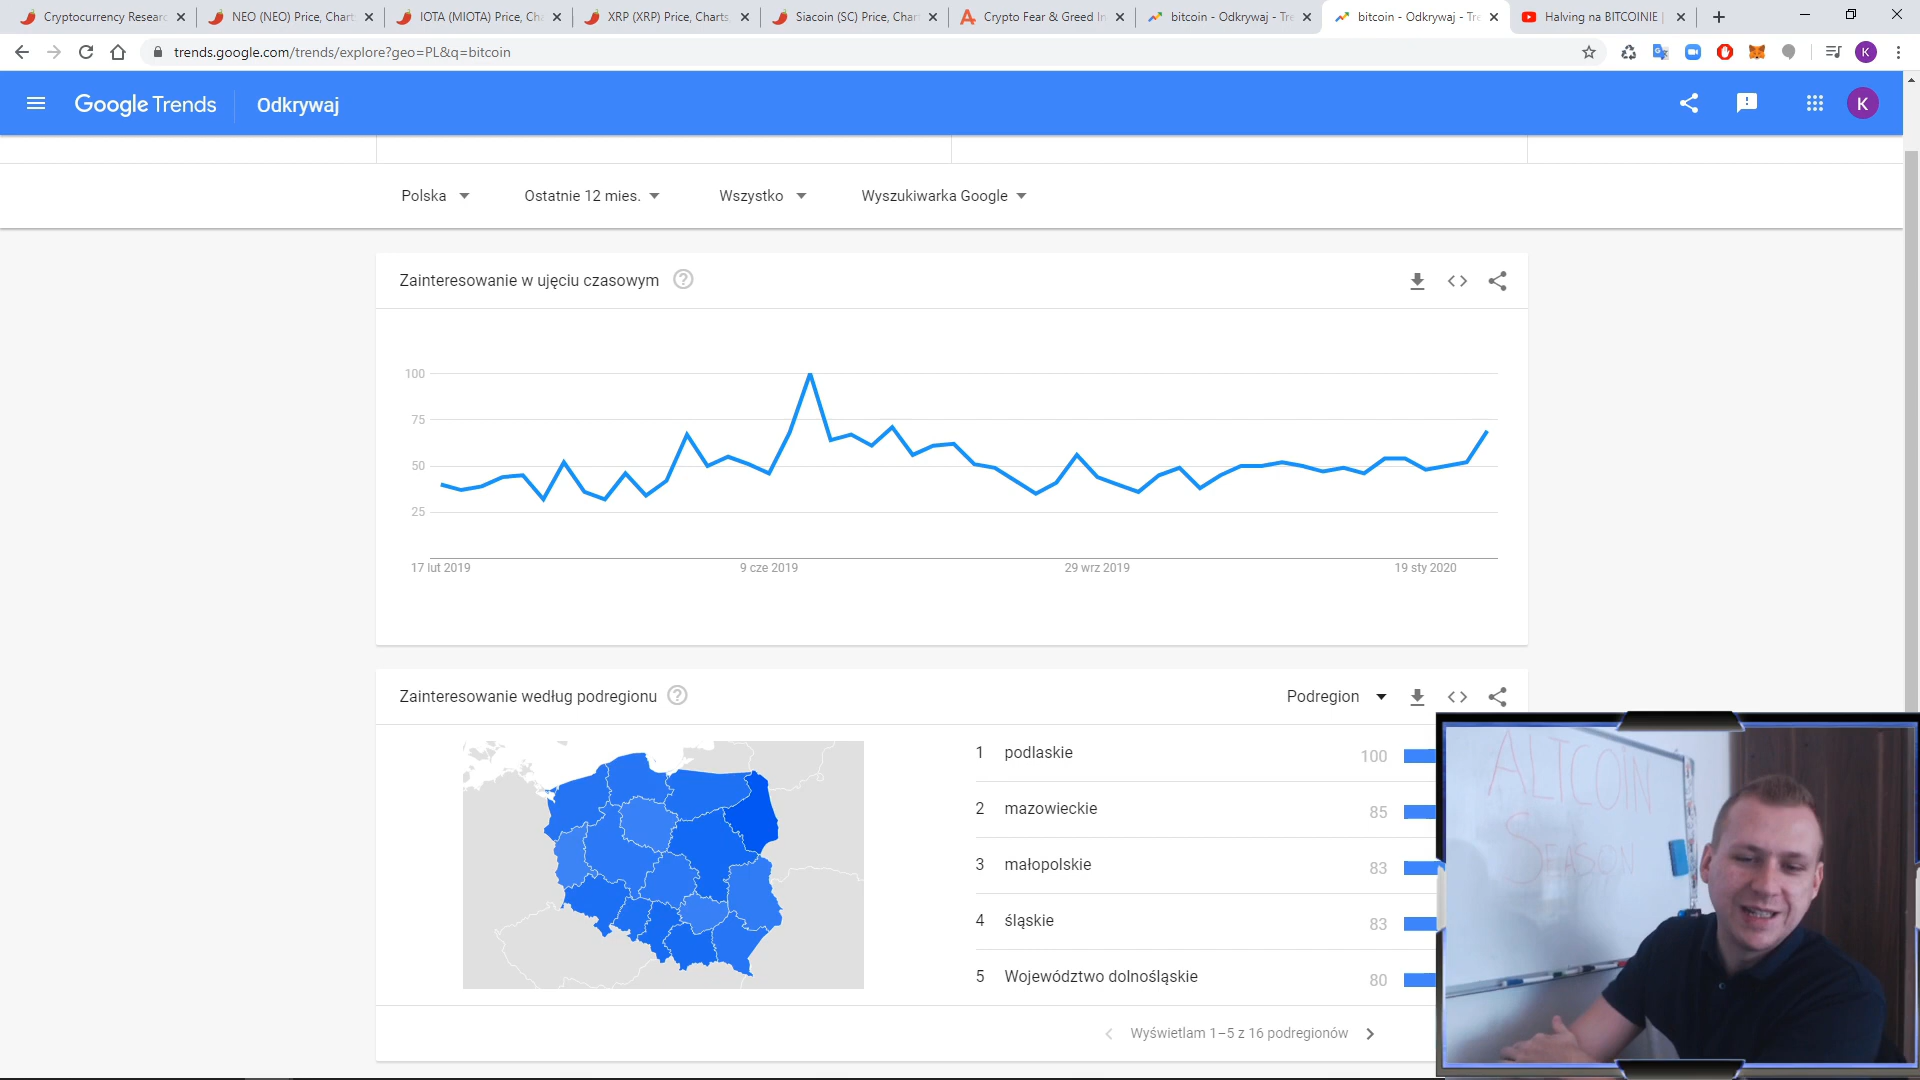 Cryptocurrency Researc
NEO (NEO) Price, Chart
IOTA (MIOTA) Price, Ch
XRP (XRP) Price, Charts,
Siacoin (SC) Price, Char
Crypto Fear & Greed In
bitcoin - Odkrywaj - Tre
bitcoin - Odkrywaj - Tre
Halving na BITCOINIE |
trends.google.com/trends/explore?geo=PL&q=bitcoin
K
Google Trends
Odkrywaj
K
Polska
Ostatnie 12 mies.
Wszystko
Wyszukiwarka Google
Zainteresowanie w ujęciu czasowym
100
75
50
25
17 lut 2019
9 cze 2019
29 wrz 2019
19 sty 2020
Zainteresowanie według podregionu
Podregion
1 podlaskie 100
2 mazowieckie 85
3 małopolskie 83
4 śląskie 83
5 Województwo dolnośląskie 80
Wyświetlam 1–5 z 16 podregionów
ALTCOIN
SEASON